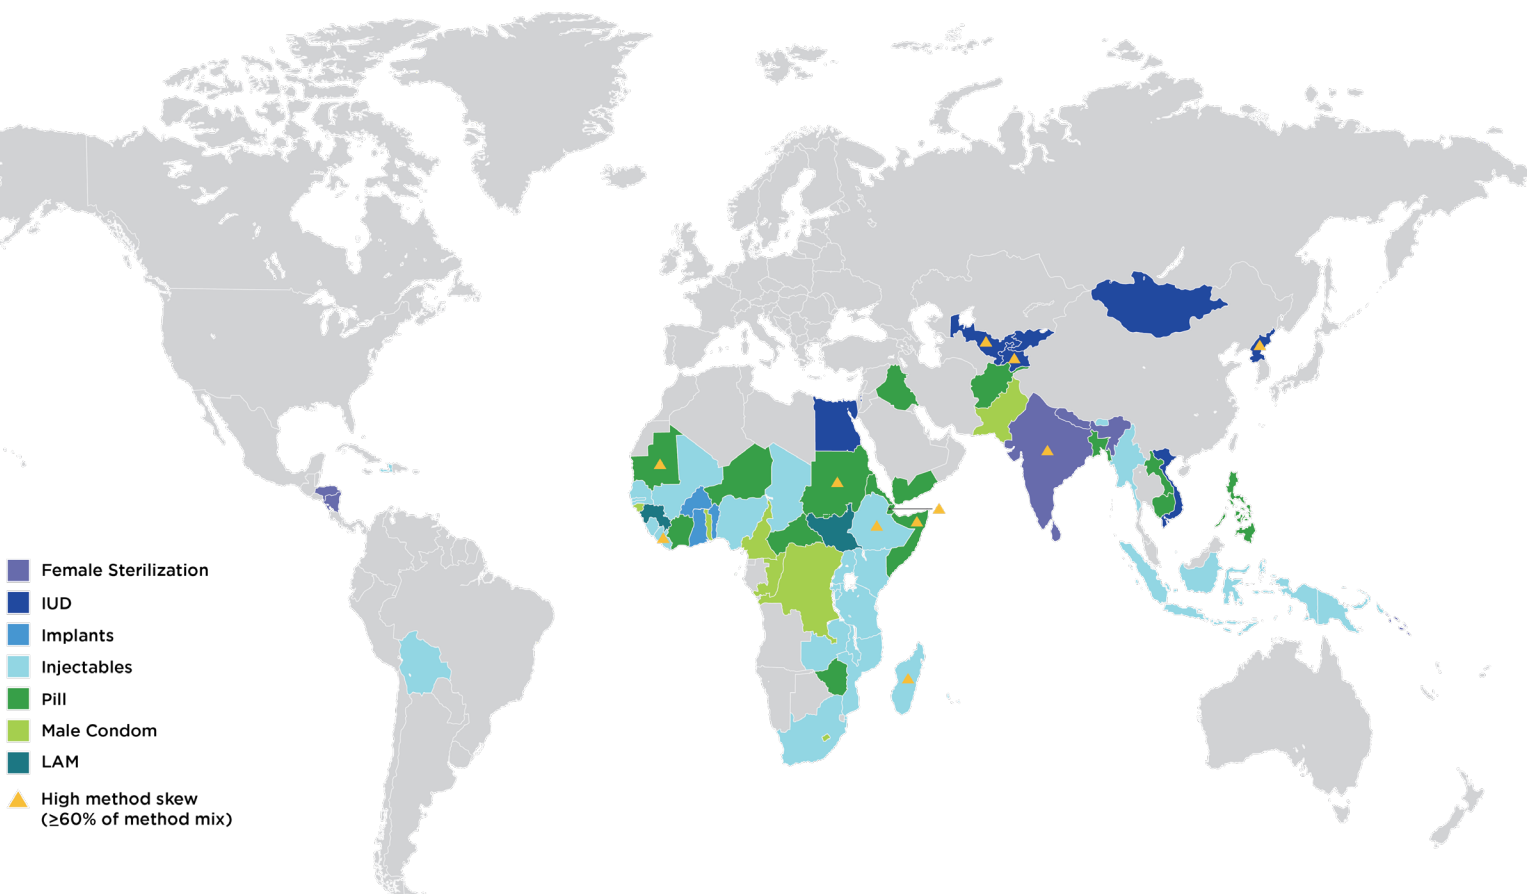 Female Sterilization
IUD
Implants
Injectables
Pill
Male Condom
LAM
High method skew
(≥60% of method mix)